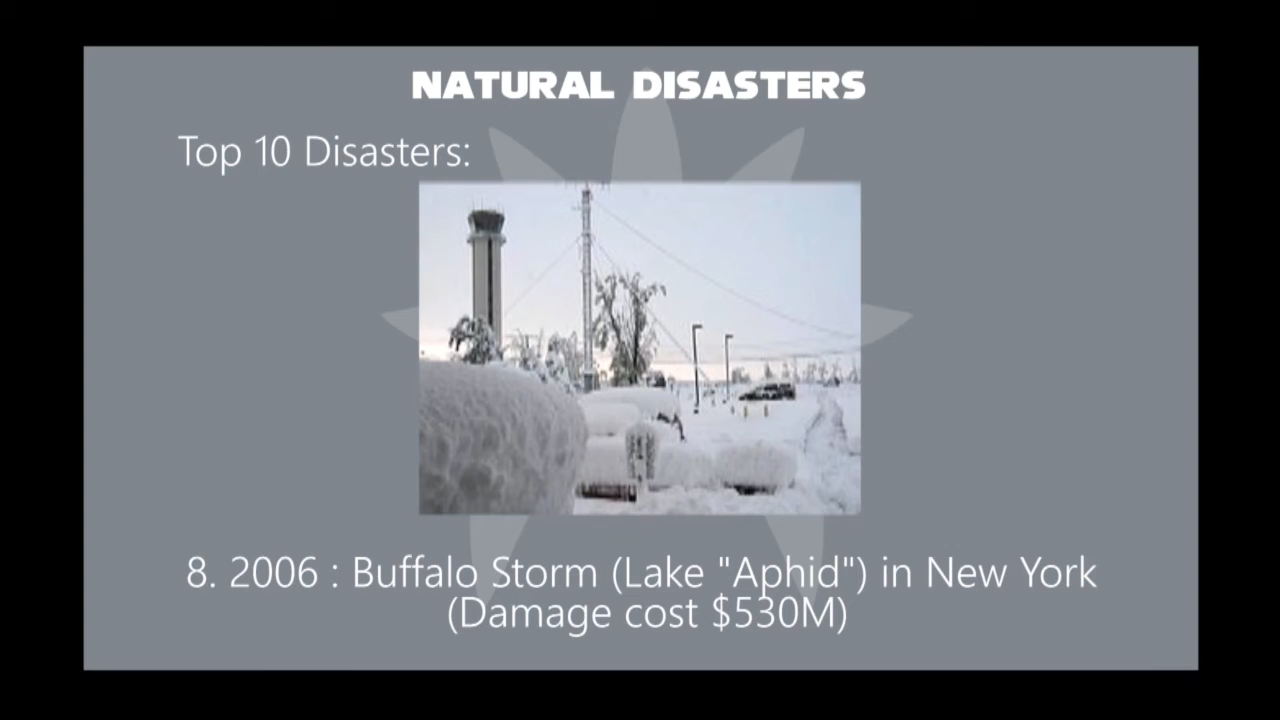 NATURAL DISASTERS
Top 10 Disasters:
8. 2006 : Buffalo Storm (Lake "Aphid") in New York
(Damage cost $530M)